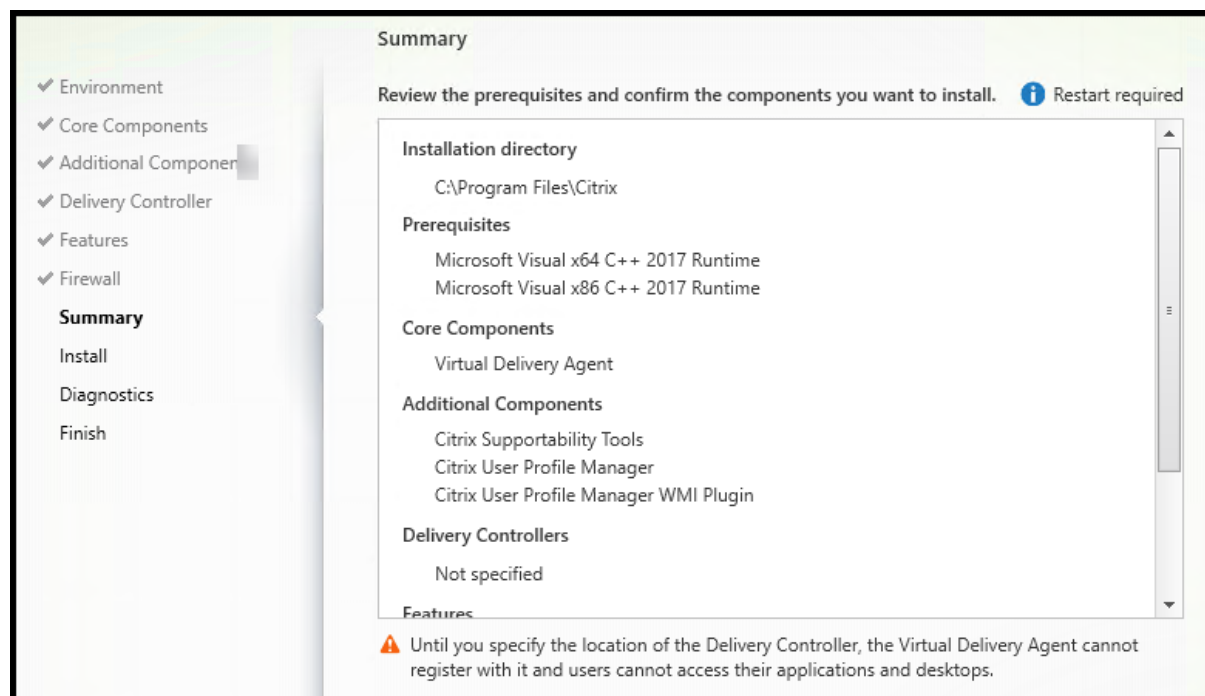 Summary
Environment
Core Components
Additional
Delivery Controller
Features
Firewall
Summary
Install
Diagnostics
Finish
Review the prerequisites and confirm the components you want to install.
Restart required
Installation directory
C:\Program Files\Citrix
Prerequisites
Microsoft Visual x64 C++ 2017 Runtime
Microsoft Visual x86 C++ 2017 Runtime
Core Components
Virtual Delivery Agent
Additional Components
Citrix Supportability Tools
Citrix User Profile Manager
Citrix User Profile Manager WMI Plugin
Delivery Controllers
Not specified
Features
Until you specify the location of the Delivery Controller, the Virtual Delivery Agent cannot
register with it and users cannot access their applications and desktops.